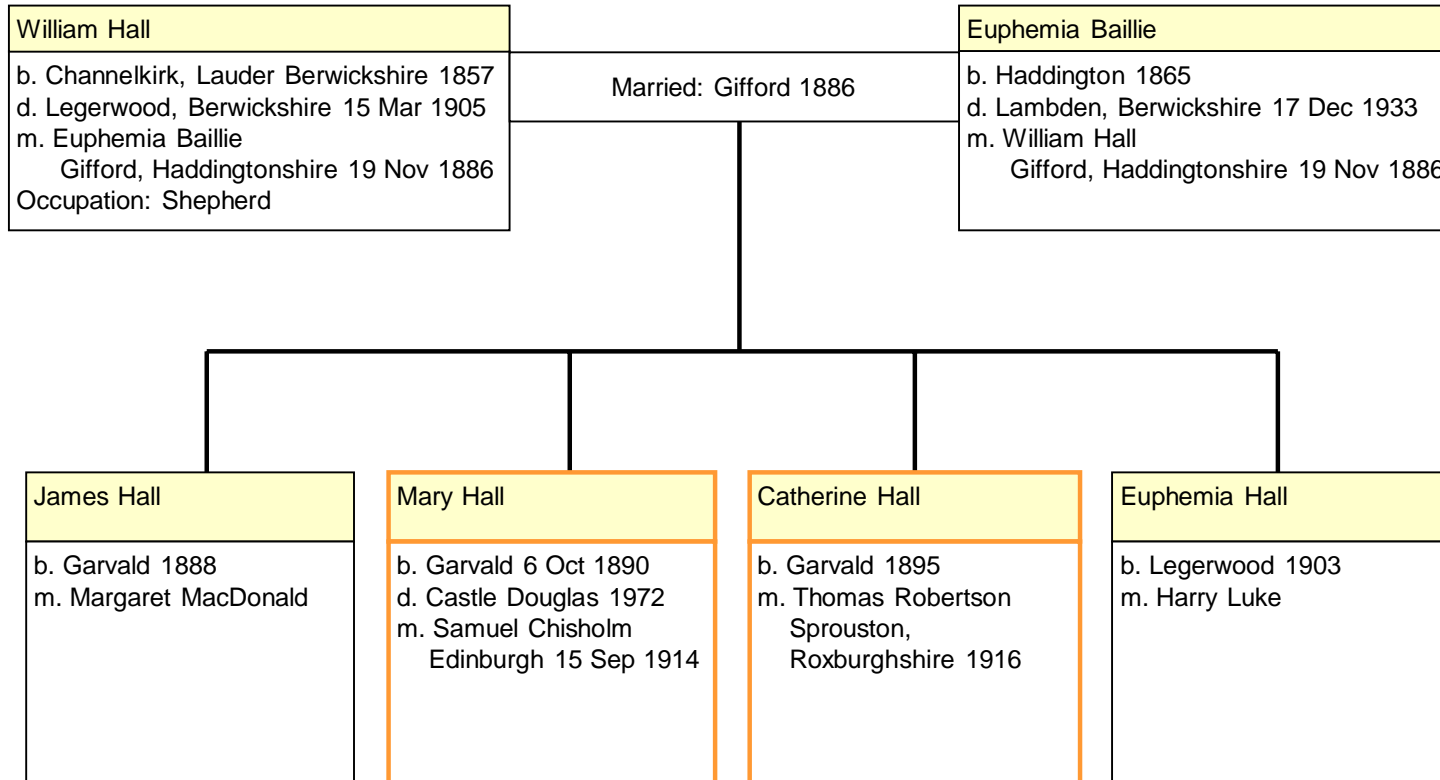 William Hall
b. Channelkirk, Lauder Berwickshire 1857
d. Legerwood, Berwickshire 15 Mar 1905
m. Euphemia Baillie
Gifford, Haddingtonshire 19 Nov 1886
Occupation: Shepherd
Married: Gifford 1886
Euphemia Baillie
b. Haddington 1865
d. Lambden, Berwickshire 17 Dec 1933
m. William Hall
Gifford, Haddingtonshire 19 Nov 1886
James Hall
b. Garvald 1888
m. Margaret MacDonald
Mary Hall
b. Garvald 6 Oct 1890
d. Castle Douglas 1972
m. Samuel Chisholm
Edinburgh 15 Sep 1914
Catherine Hall
b. Garvald 1895
m. Thomas Robertson
Sprouston,
Roxburghshire 1916
Euphemia Hall
b. Legerwood 1903
m. Harry Luke